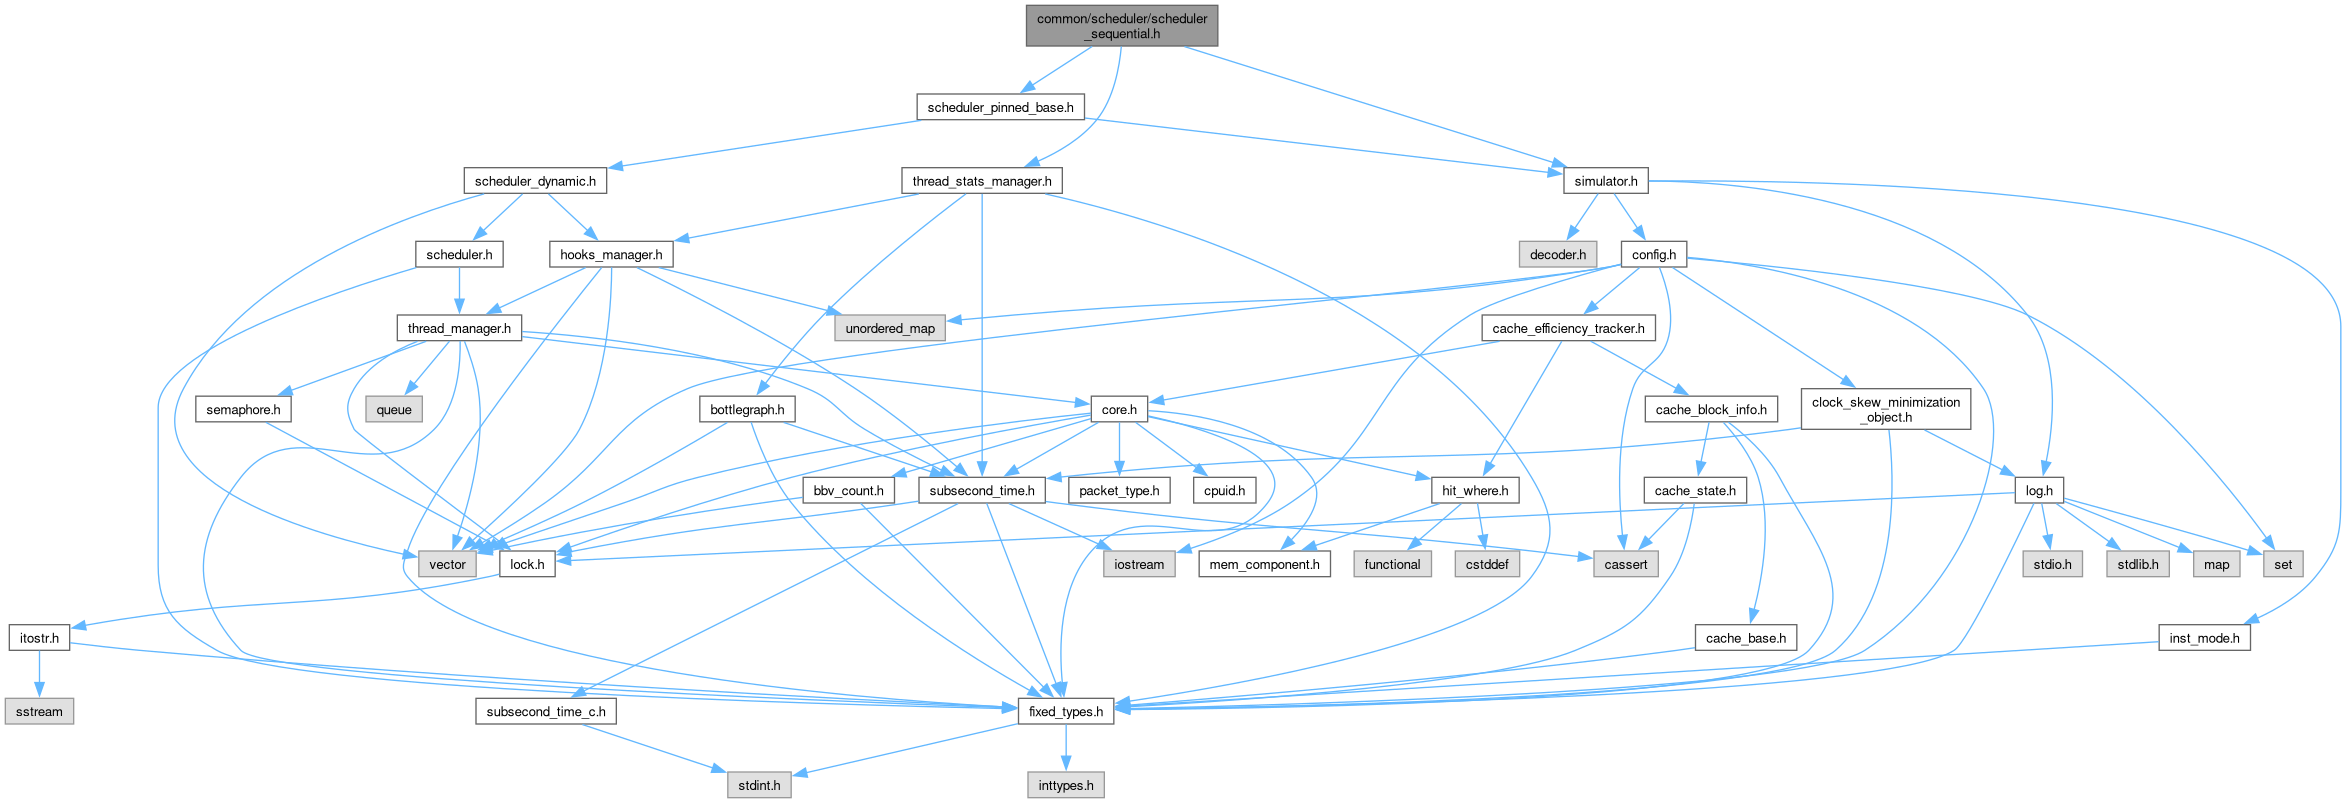 common/scheduler/scheduler
_sequential.h
scheduler_pinned_base.h
scheduler_dynamic.h
thread_stats_manager.h
simulator.h
scheduler.h
hooks_manager.h
decoder.h
config.h
thread_manager.h
unordered_map
cache_efficiency_tracker.h
semaphore.h
queue
bottlegraph.h
core.h
cache_block_info.h
clock_skew_minimization
_object.h
bbv_count.h
subsecond_time.h
packet_type.h
cpuid.h
hit_where.h
cache_state.h
log.h
vector
lock.h
iostream
mem_component.h
functional
cstddef
cassert
stdio.h
stdlib.h
map
set
itostr.h
cache_base.h
inst_mode.h
sstream
subsecond_time_c.h
fixed_types.h
stdint.h
inttypes.h